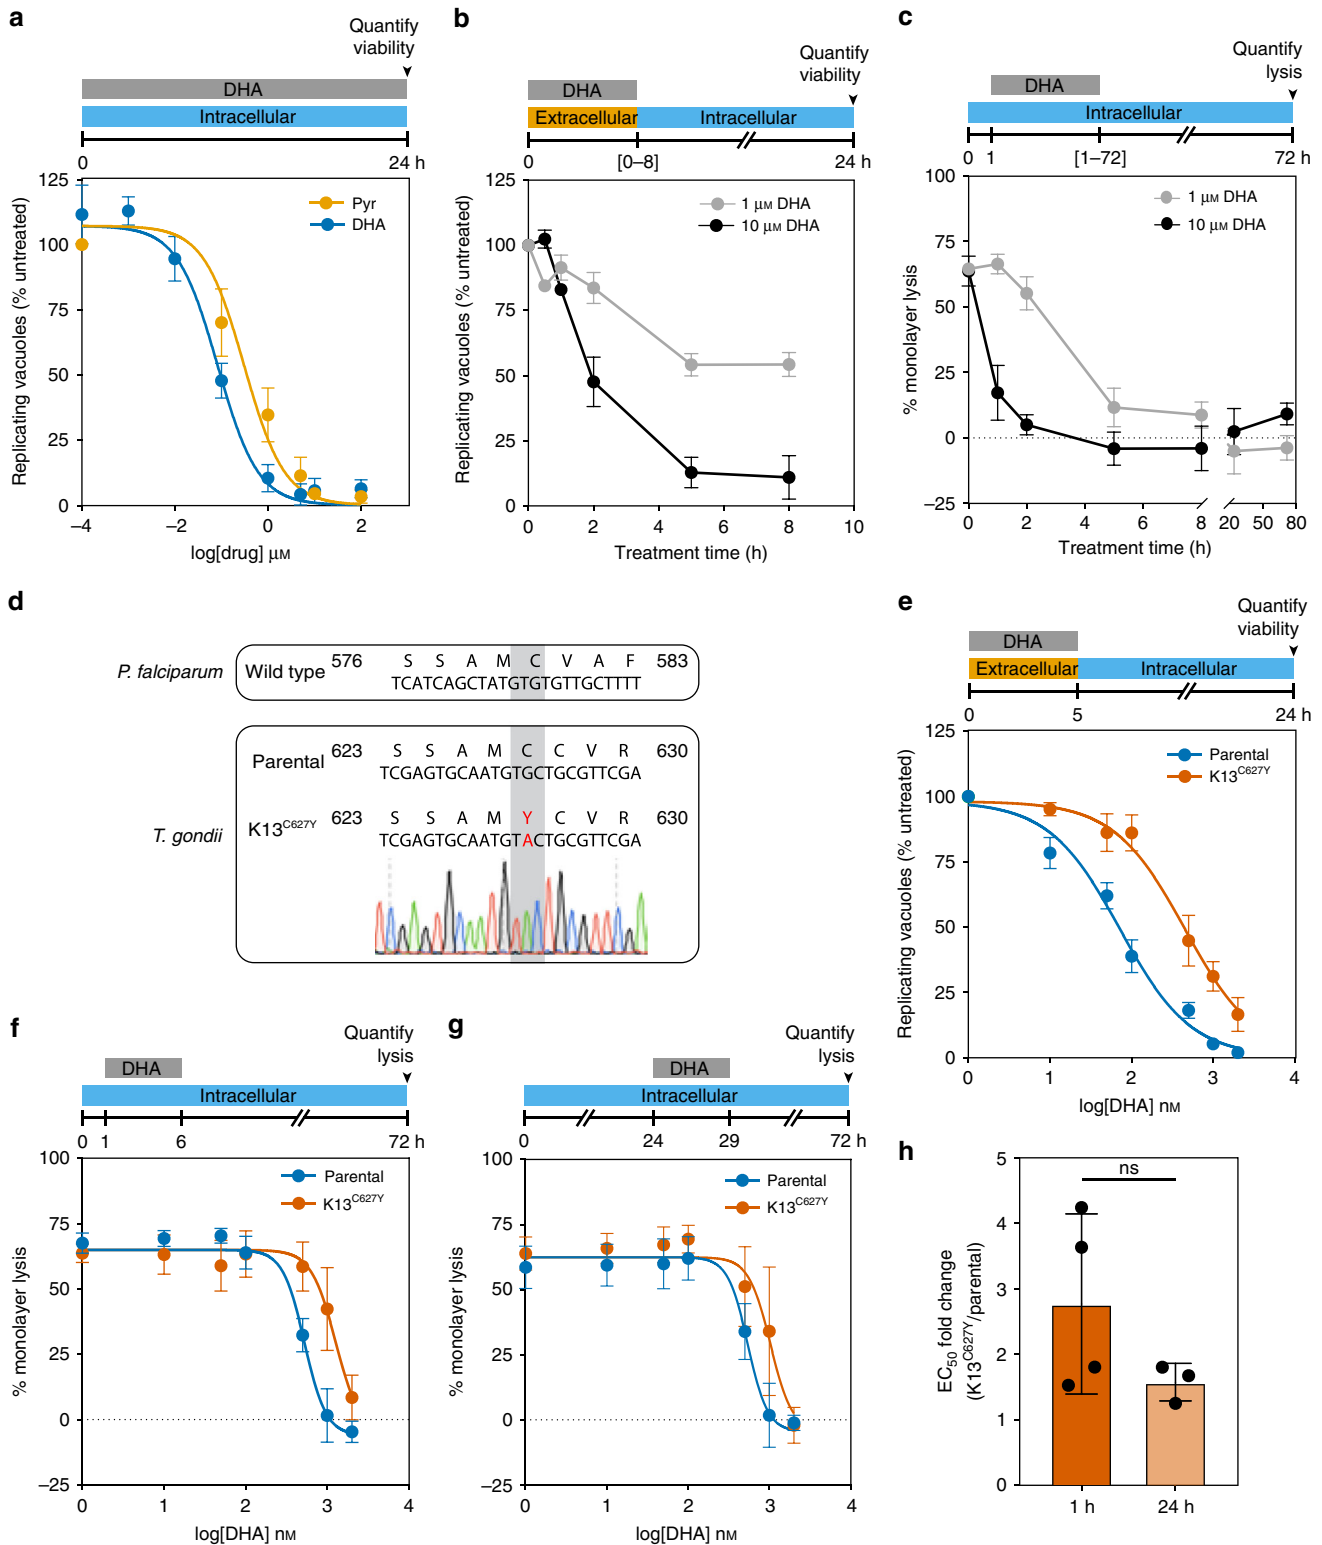 a
Quantify
viability
DHA
Intracellular
0
24 h
125
100
75
50
25
0
Replicating vacuoles (% untreated)
Pyr
DHA
–4
–2
0
2
log[drug] μM
b
Quantify
viability
DHA
Extracellular
Intracellular
0
[0–8]
24 h
125
100
75
50
25
0
Replicating vacuoles (% untreated)
1 μM DHA
10 μM DHA
0
2
4
6
8
10
Treatment time (h)
c
Quantify
lysis
DHA
Intracellular
0
1
[1–72]
72 h
100
75
50
25
0
–25
% monolayer lysis
1 μM DHA
10 μM DHA
0
2
4
6
8
20
50
80
Treatment time (h)
d
P. falciparum
Wild type
576
S S A M C V A F
583
TCATCAGCTATGTGTGTTGCTTTT
T. gondii
Parental
623
S S A M C C V R
630
TCGAGTGCAATGTGCTGCGTTCGA
K13C627Y
623
S S A M Y C V R
630
TCGAGTGCAATGTACTGCGTTCGA
e
Quantify
viability
DHA
Extracellular
Intracellular
0
5
24 h
125
100
75
50
25
0
Replicating vacuoles (% untreated)
Parental
K13C627Y
0
1
2
3
4
log[DHA] nM
f
Quantify
lysis
DHA
Intracellular
0
1
6
72 h
100
75
50
25
0
–25
% monolayer lysis
Parental
K13C627Y
0
1
2
3
4
log[DHA] nM
g
Quantify
lysis
DHA
Intracellular
0
24
29
72 h
100
75
50
25
0
–25
% monolayer lysis
Parental
K13C627Y
0
1
2
3
4
log[DHA] nM
h
5
4
3
2
1
0
EC50 fold change
(K13C627Y/parental)
ns
1 h
24 h